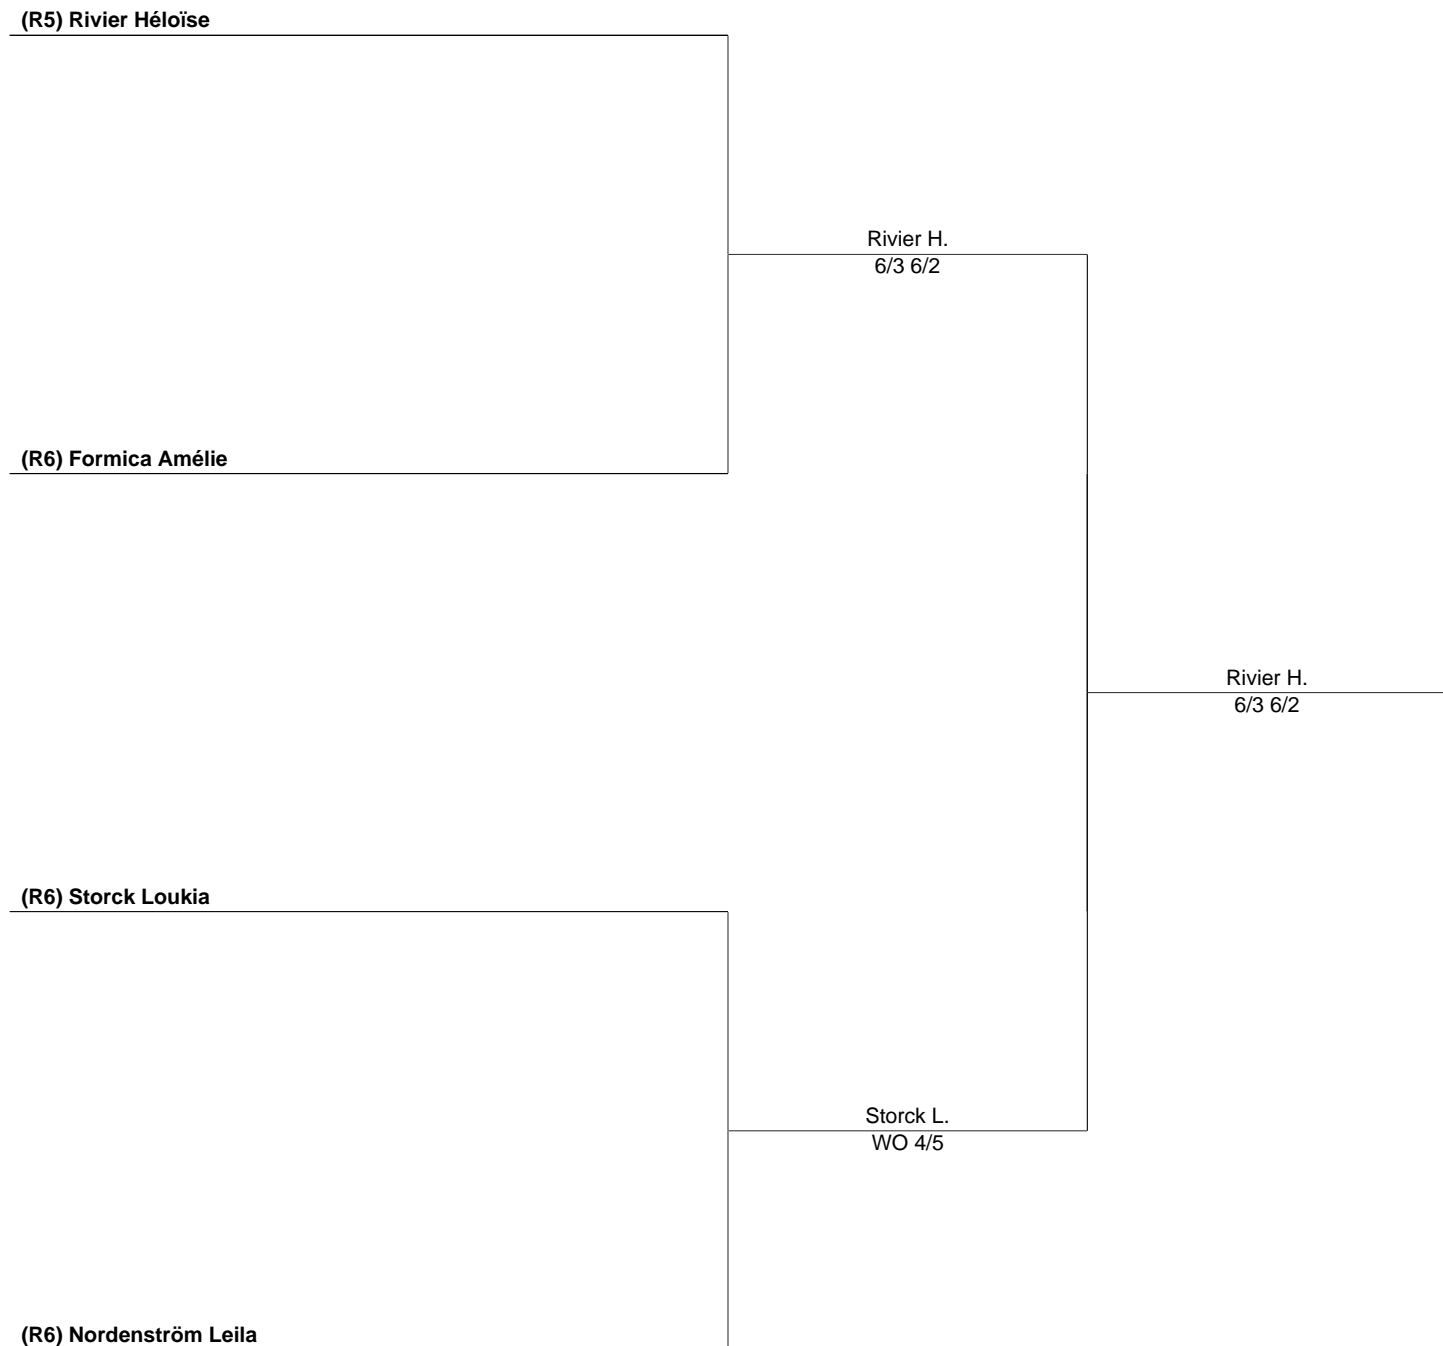 (R5) Rivier Héloïse
Rivier H.
6/3 6/2
(R6) Formica Amélie
Rivier H.
6/3 6/2
(R6) Storck Loukia
Storck L.
WO 4/5
(R6) Nordenström Leila